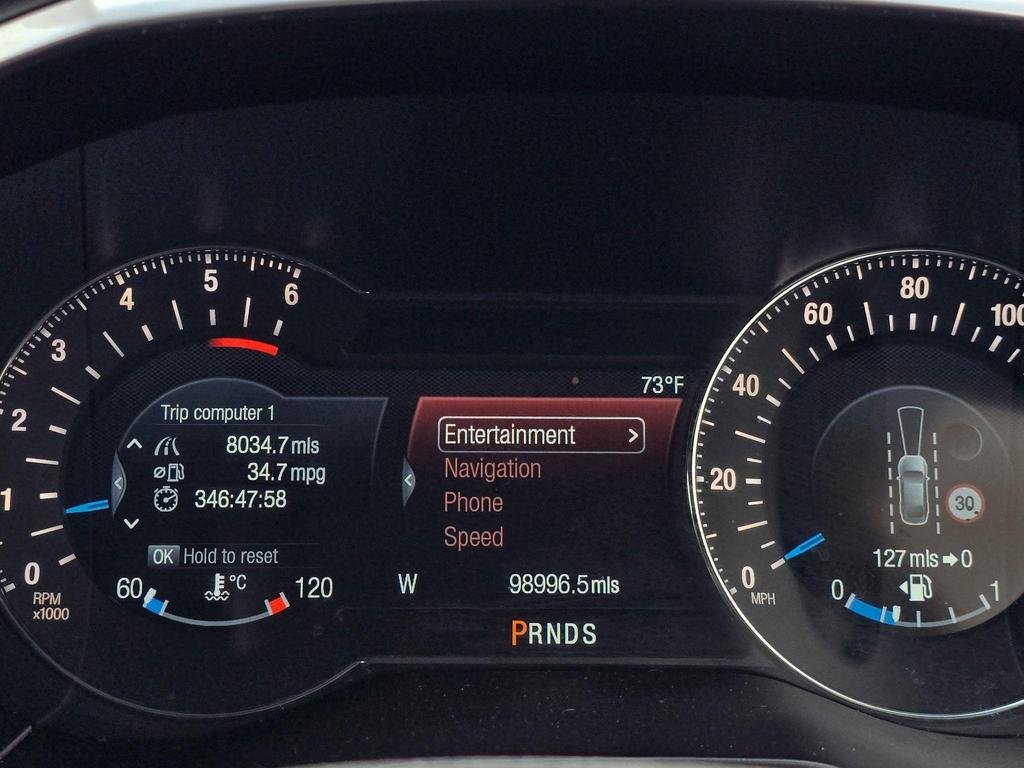 0
1
2
3
4
5
6
RPM
x1000
Trip computer 1
8034.7 mls
ø 34.7 mpg
346:47:58
OK Hold to reset
60 °C 120
73°F
Entertainment >
Navigation
Phone
Speed
W 98996.5 mls
PRNDS
0
20
40
60
80
100
MPH
30
127 mls ➡ 0
0 1